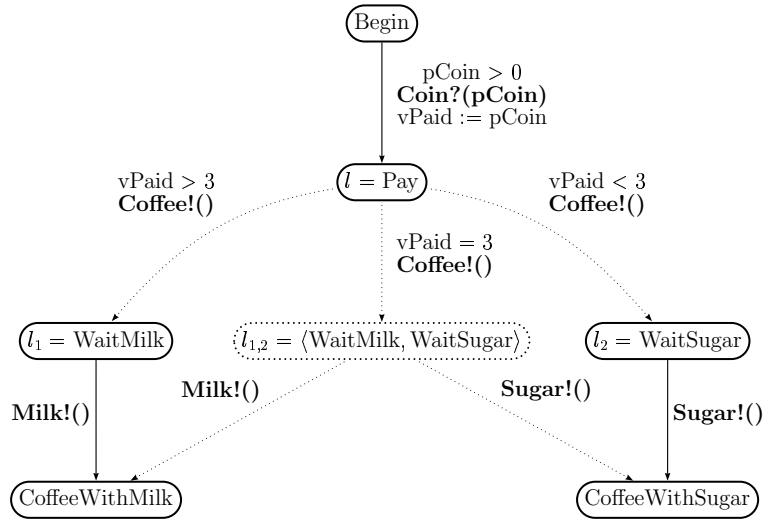 Begin
pCoin > 0
Coin?(pCoin)
vPaid := pCoin
l = Pay
vPaid > 3
Coffee!()
vPaid < 3
Coffee!()
vPaid = 3
Coffee!()
l₁ = WaitMilk
l₁,₂ = ⟨WaitMilk, WaitSugar⟩
l₂ = WaitSugar
Milk!()
Milk!()
Sugar!()
Sugar!()
CoffeeWithMilk
CoffeeWithSugar